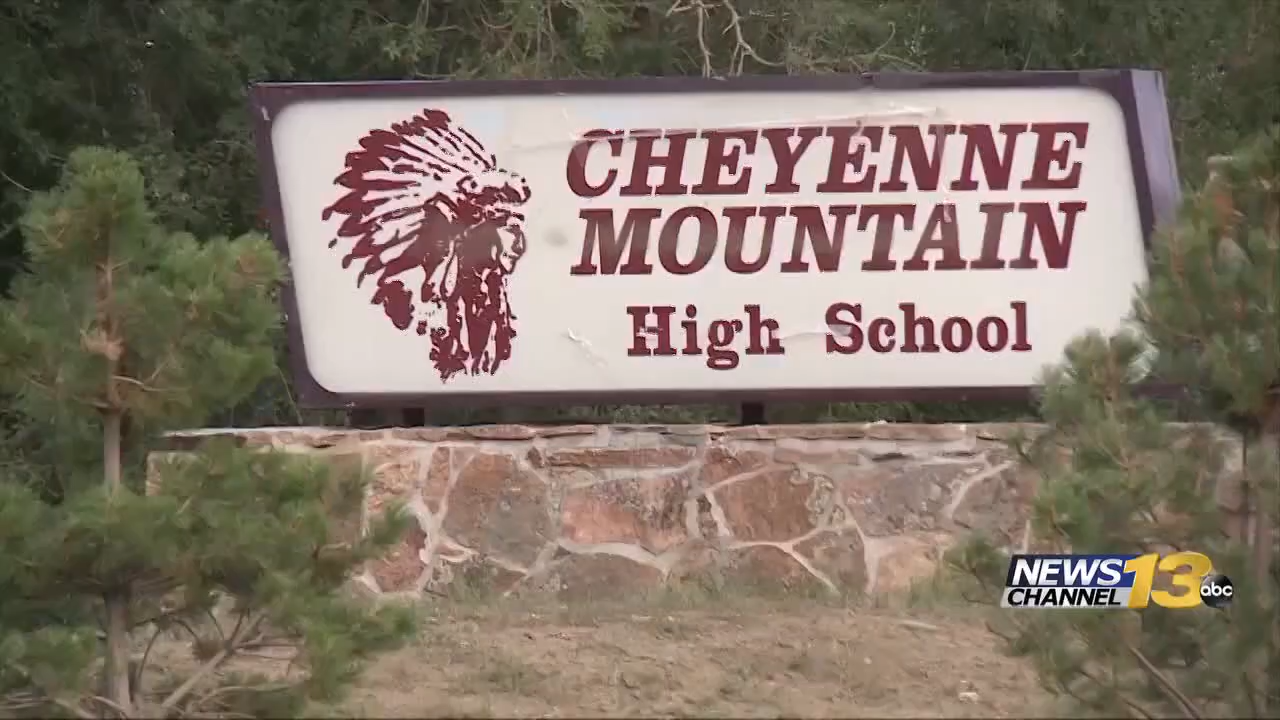 CHEYENNE
MOUNTAIN
High School
NEWS
CHANNEL 13 abc